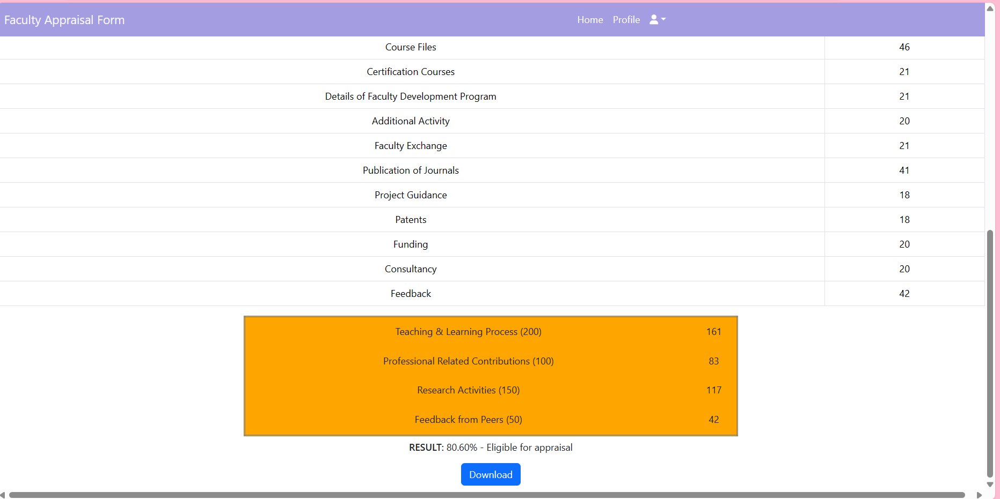 Faculty Appraisal Form Home Profile
Course Files 46
Certification Courses 21
Details of Faculty Development Program 21
Additional Activity 20
Faculty Exchange 21
Publication of Journals 41
Project Guidance 18
Patents 18
Funding 20
Consultancy 20
Feedback 42
Teaching & Learning Process (200) 161
Professional Related Contributions (100) 83
Research Activities (150) 117
Feedback from Peers (50) 42
RESULT: 80.60% - Eligible for appraisal
Download